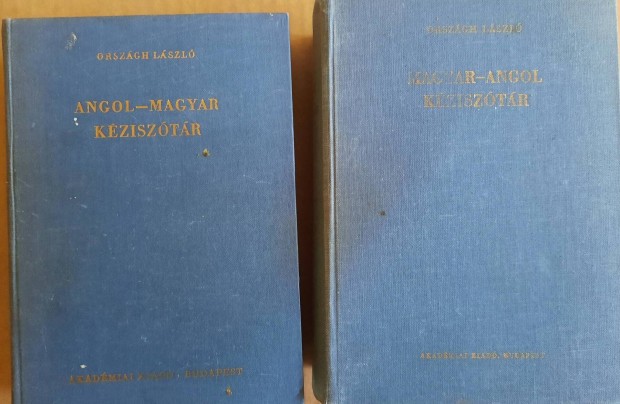 ORSZÁGH LÁSZLÓ
ANGOL—MAGYAR
KÉZISZÓTÁR
AKADÉMIAI KIADÓ · BUDAPEST
ORSZÁGH LÁSZLÓ
MAGYAR–ANGOL
KÉZISZÓTÁR
AKADÉMIAI KIADÓ, BUDAPEST